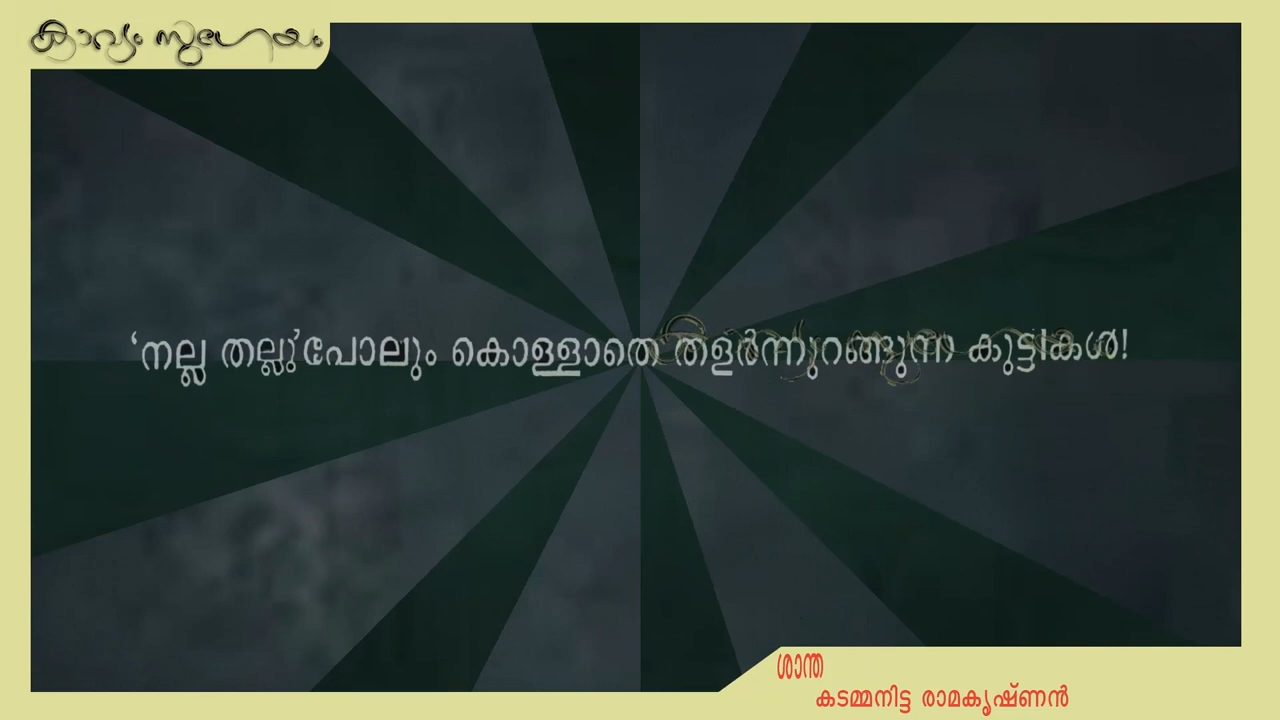 കാവ്യം സുഗേയം
‘നല്ല തല്ലു’പോലും കൊള്ളാതെ തളർന്നുറങ്ങുന്ന കുട്ടികൾ!
ശാന്ത
കടമ്മനിട്ട രാമകൃഷ്ണൻ